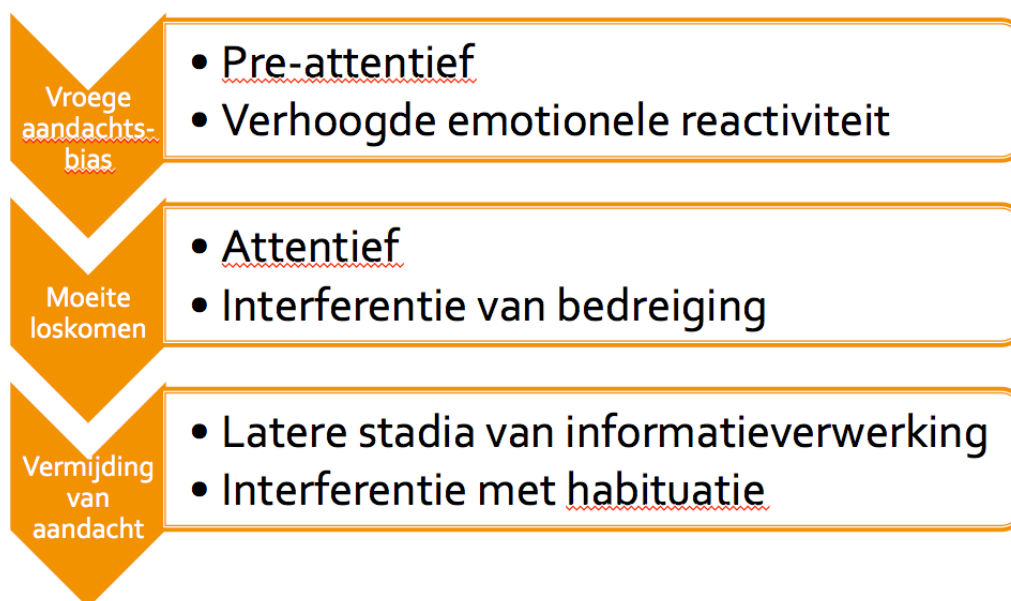 Vroege
aandachts-
bias
• Pre-attentief
• Verhoogde emotionele reactiviteit
Moeite
loskomen
• Attentief
• Interferentie van bedreiging
Vermijding
van
aandacht
• Latere stadia van informatieverwerking
• Interferentie met habituatie